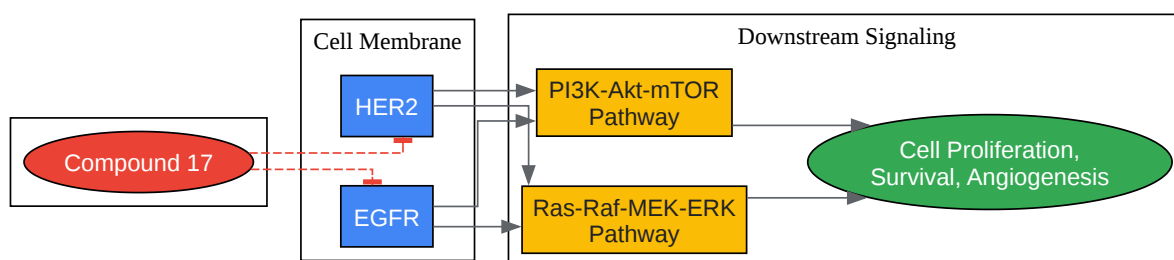 Cell Membrane
Downstream Signaling
HER2
PI3K-Akt-mTOR
Pathway
Compound 17
Cell Proliferation,
Survival, Angiogenesis
EGFR
Ras-Raf-MEK-ERK
Pathway